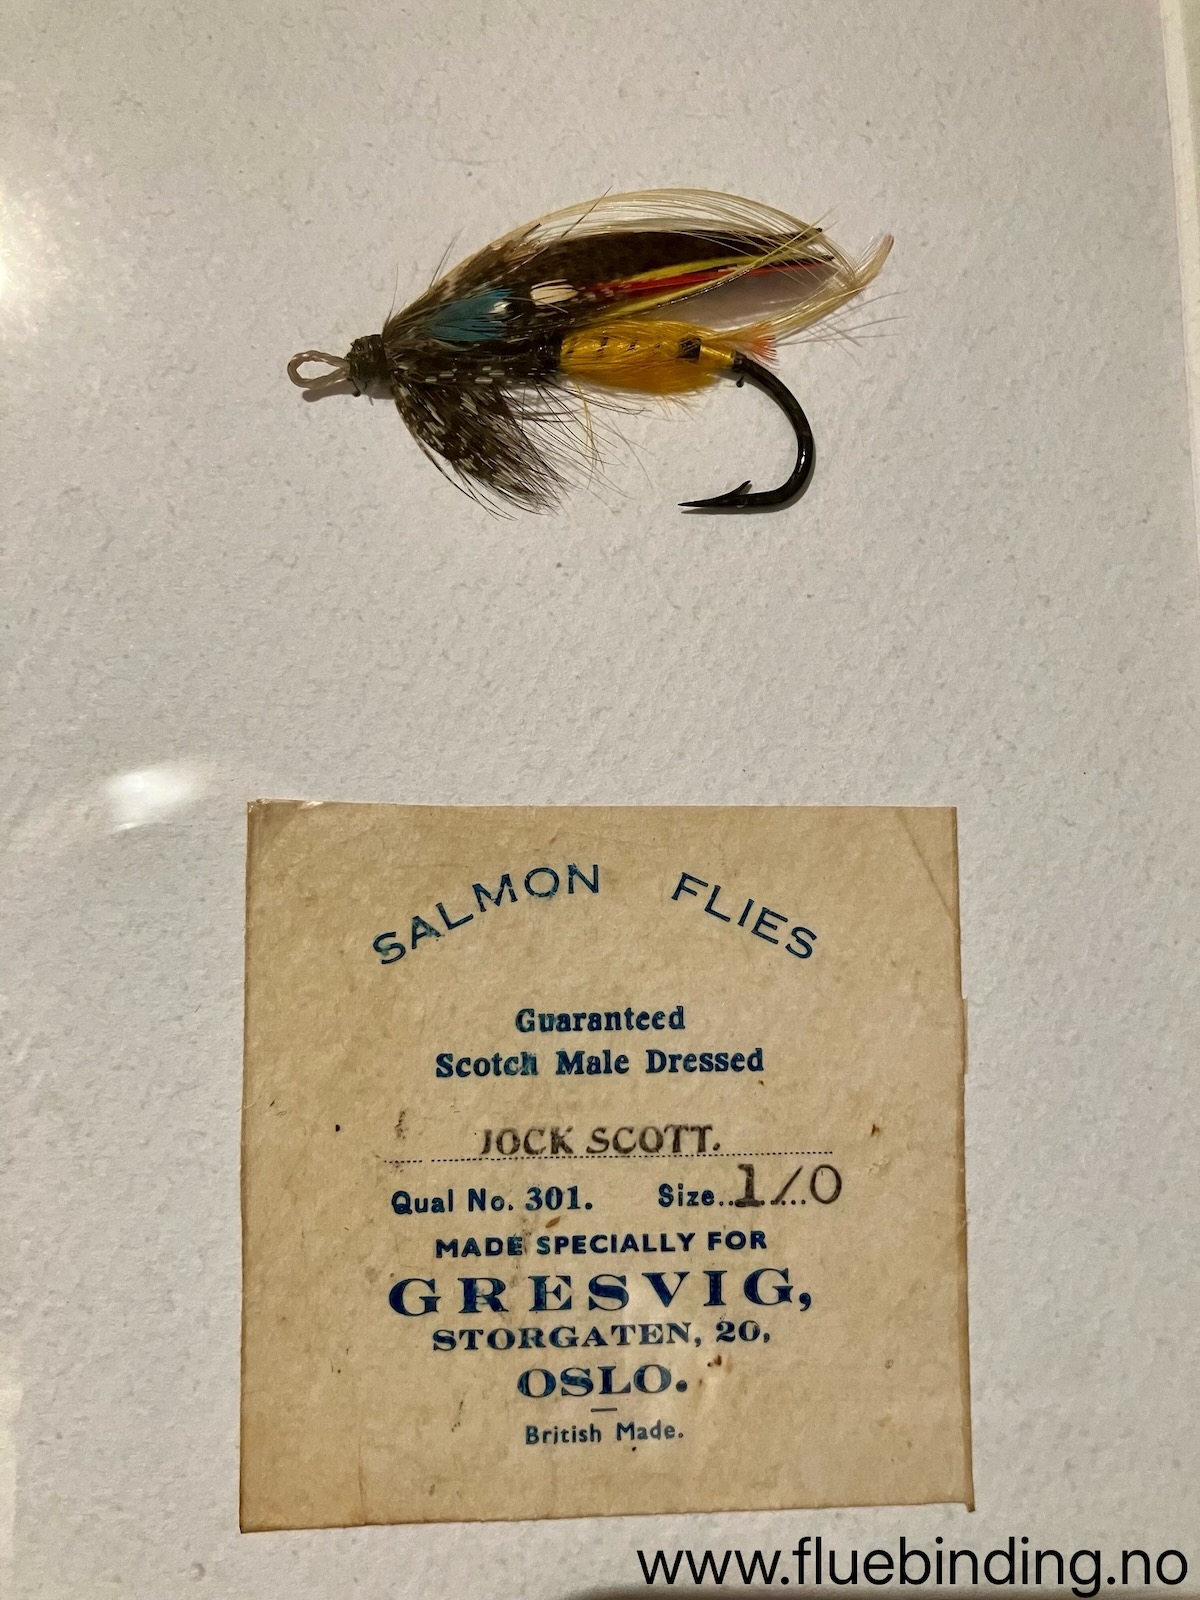 SALMON FLIES
Guaranteed
Scotch Male Dressed
JOCK SCOTT.
Qual No. 301. Size..1/0
MADE SPECIALLY FOR
GRESVIG,
STORGATEN, 20,
OSLO.
British Made.
www.fluebinding.no